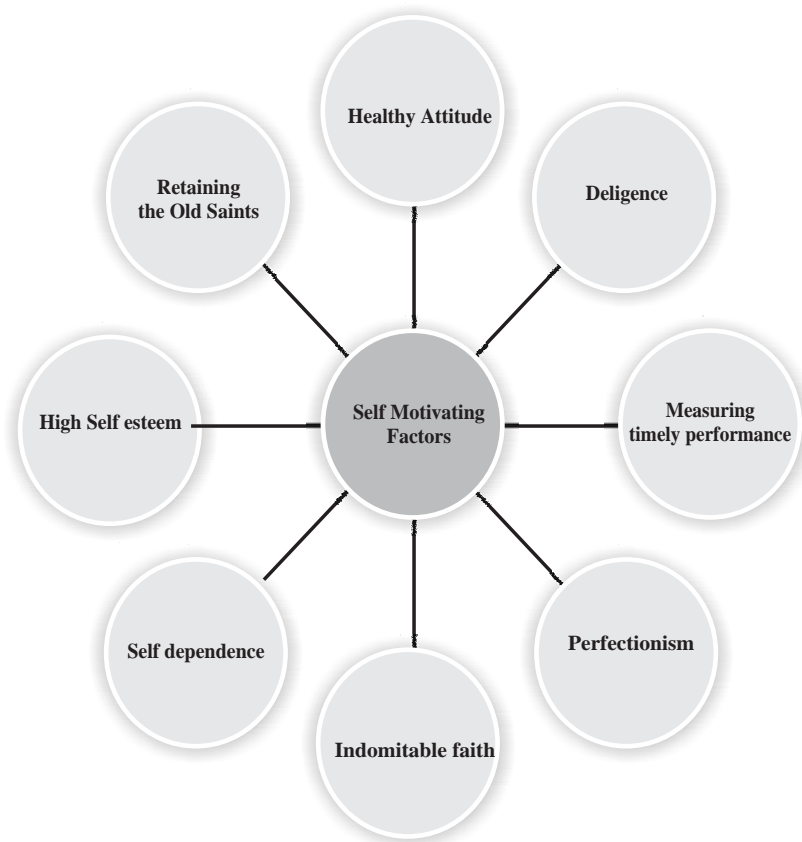 Healthy Attitude
Retaining
the Old Saints
Deligence
High Self esteem
Self Motivating
Factors
Measuring
timely performance
Self dependence
Perfectionism
Indomitable faith